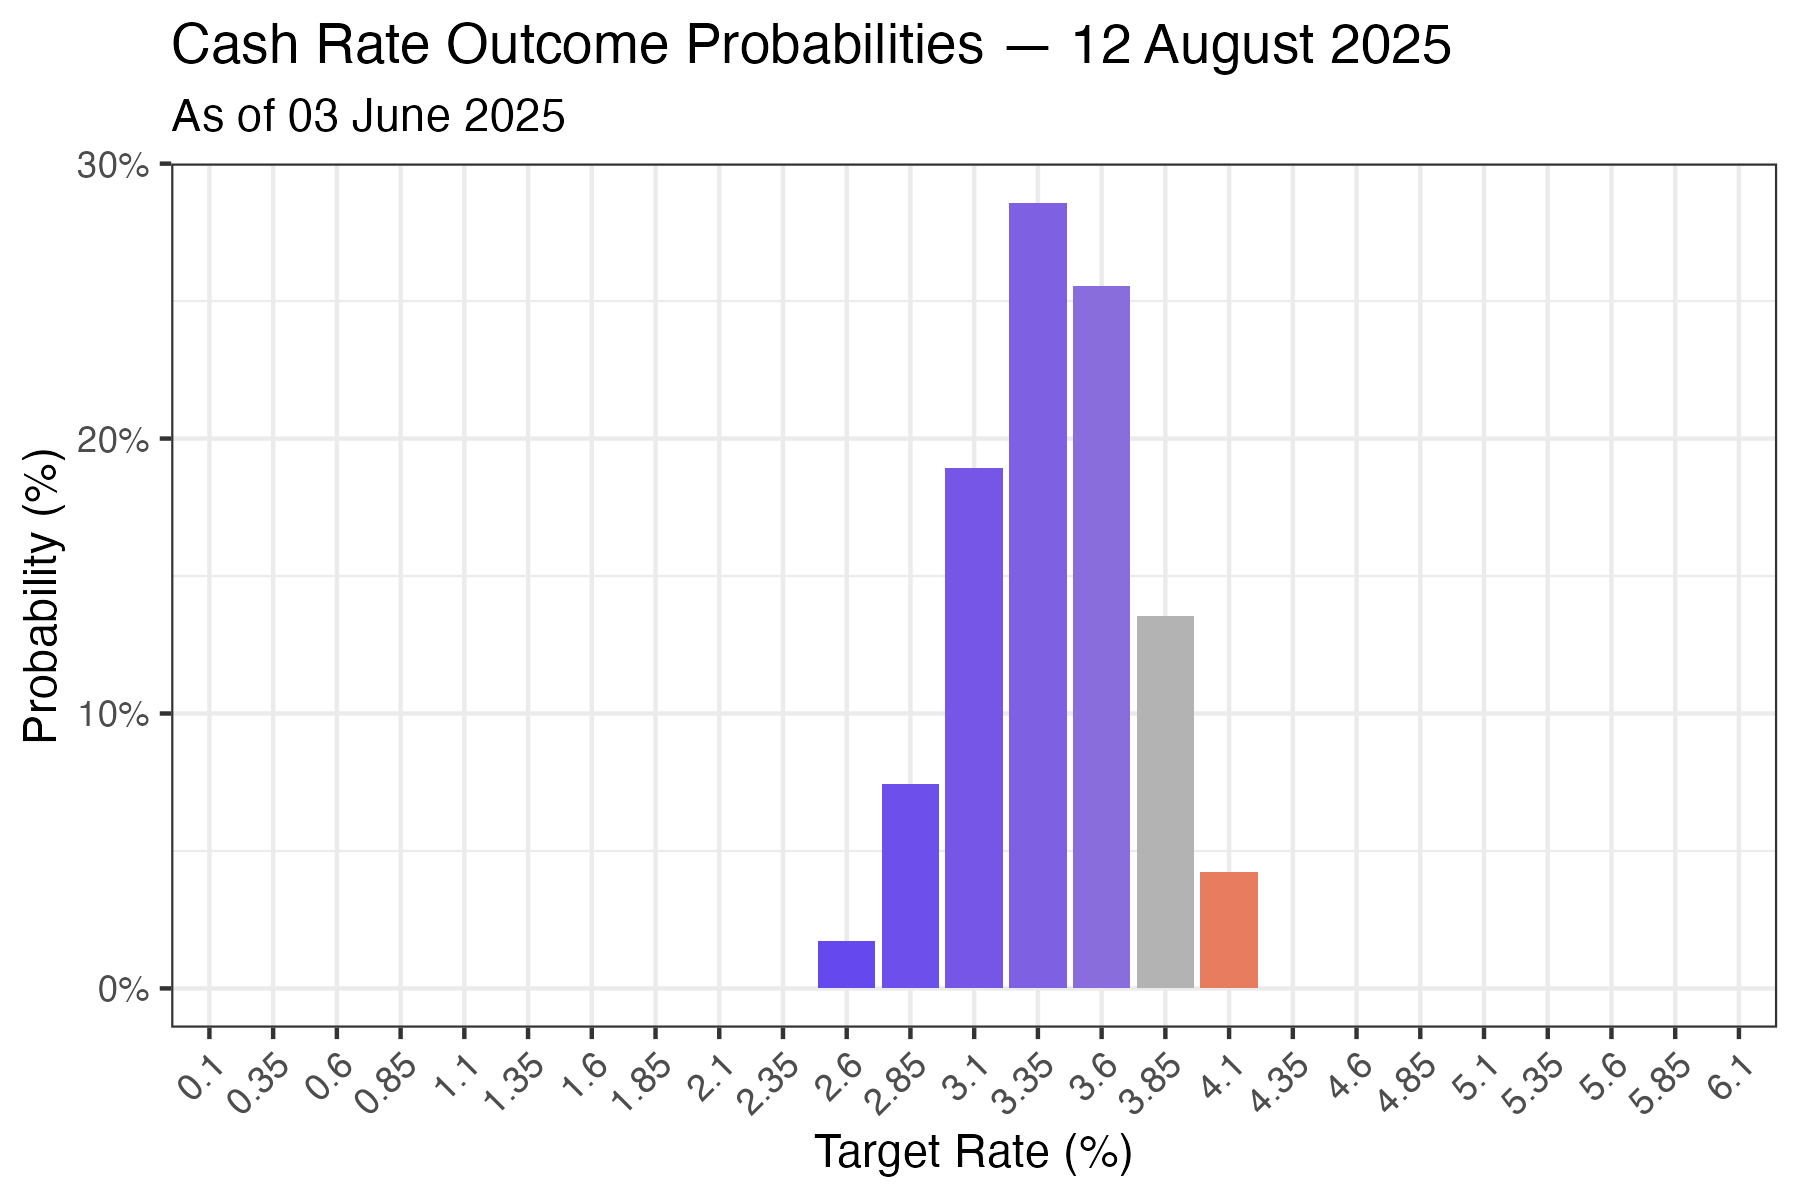 Cash Rate Outcome Probabilities — 12 August 2025
As of 03 June 2025
Probability (%)
30%
20%
10%
0%
0.1 0.35 0.6 0.85 1.1 1.35 1.6 1.85 2.1 2.35 2.6 2.85 3.1 3.35 3.6 3.85 4.1 4.35 4.6 4.85 5.1 5.35 5.6 5.85 6.1
Target Rate (%)